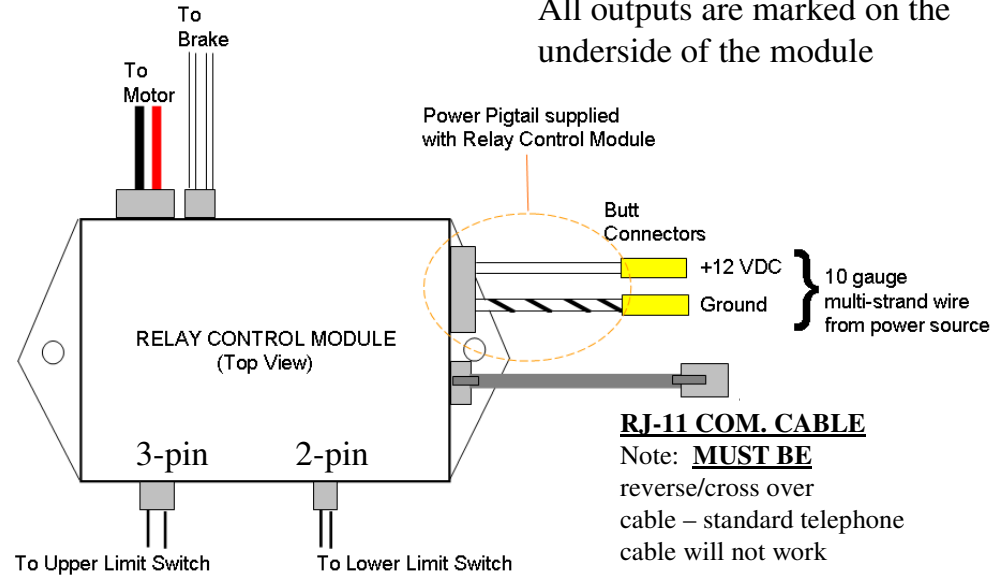 All outputs are marked on the
underside of the module
To
Brake
To
Motor
Power Pigtail supplied
with Relay Control Module
Butt
Connectors
+12 VDC
Ground
10 gauge
multi-strand wire
from power source
RELAY CONTROL MODULE
(Top View)
3-pin
2-pin
To Upper Limit Switch
To Lower Limit Switch
RJ-11 COM. CABLE
Note: MUST BE
reverse/cross over
cable – standard telephone
cable will not work